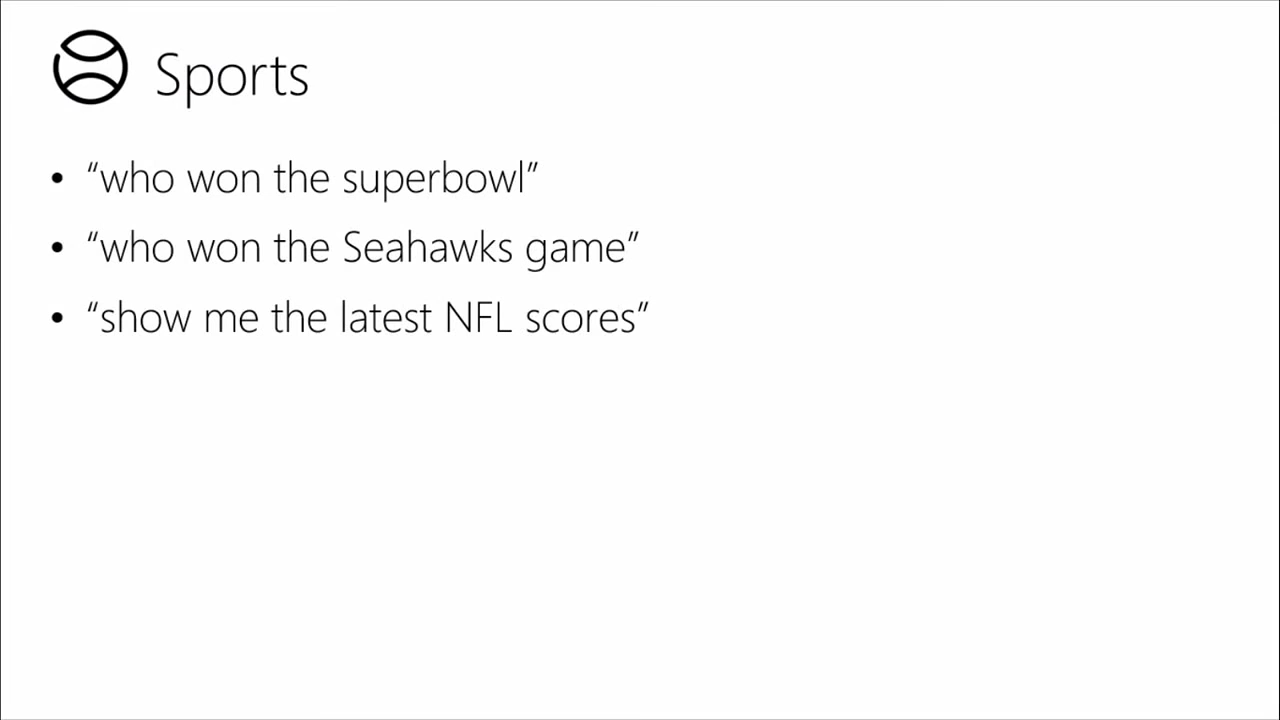 Sports
• “who won the superbowl”
• “who won the Seahawks game”
• “show me the latest NFL scores”